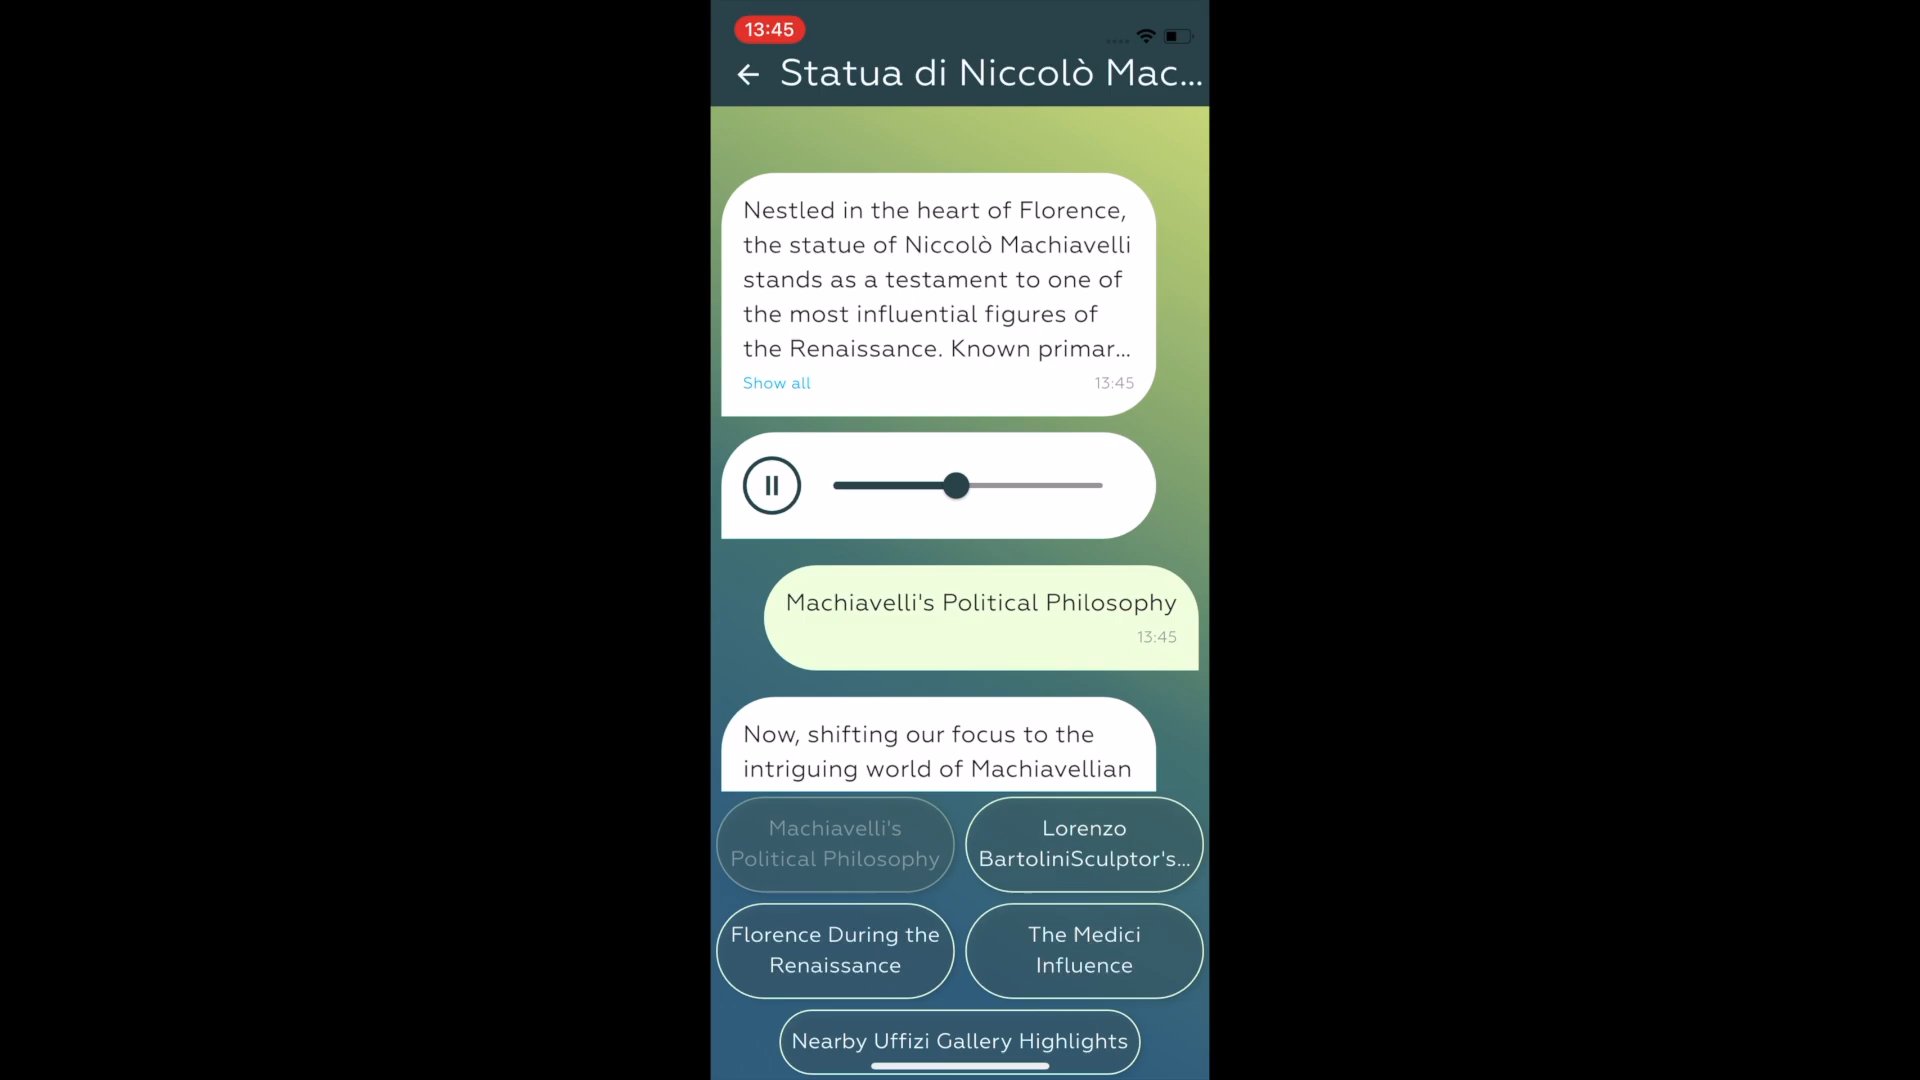 13:45
Statua di Niccolò Mac...
Nestled in the heart of Florence,
the statue of Niccolò Machiavelli
stands as a testament to one of
the most influential figures of
the Renaissance. Known primar...
Show all
13:45
Machiavelli's Political Philosophy
13:45
Now, shifting our focus to the
intriguing world of Machiavellian
Machiavelli's
Political Philosophy
Lorenzo
BartoliniSculptor's...
Florence During the
Renaissance
The Medici
Influence
Nearby Uffizi Gallery Highlights